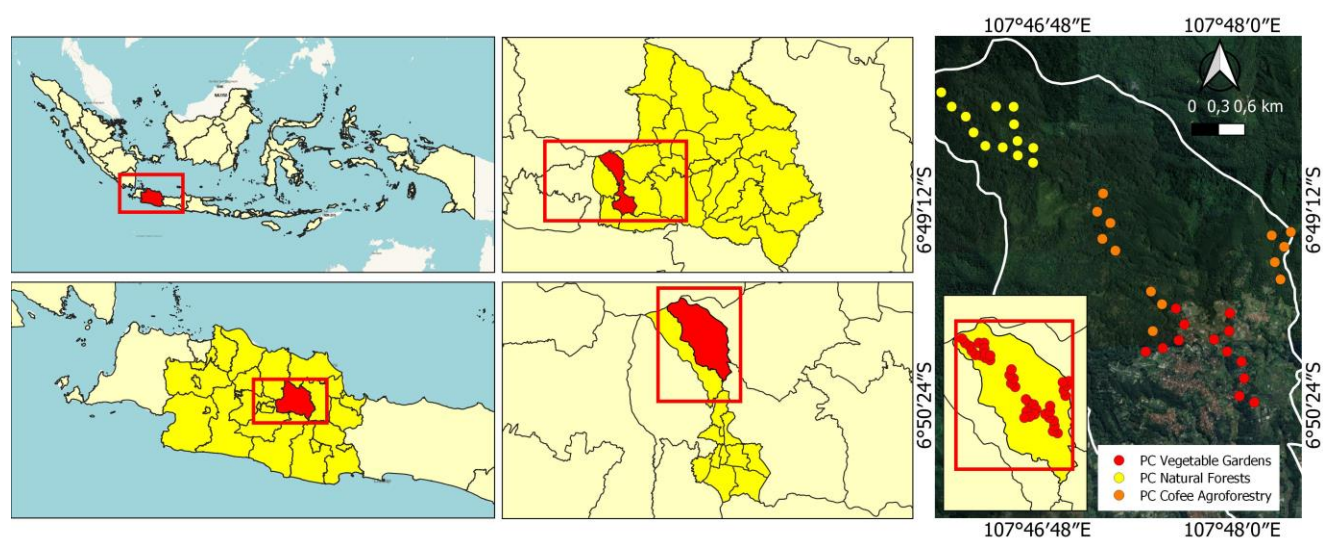 107°46′48″E 107°48′0″E
0 0,3 0,6 km
6°49′12″S
6°49′12″S
6°50′24″S
6°50′24″S
PC Vegetable Gardens
PC Natural Forests
PC Cofee Agroforestry
107°46′48″E 107°48′0″E